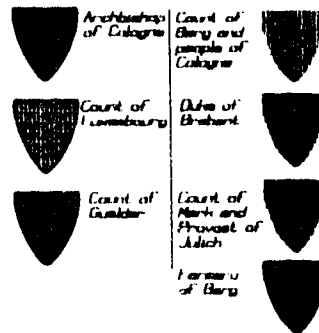 Archbishop
of Cologne
Count of
Luxembourg
Count of
Guelder
Count of
Berg and
people of
Cologne
Duke of
Brabant
Count of
Mark and
Provost of
Julich
Farmers
of Berg